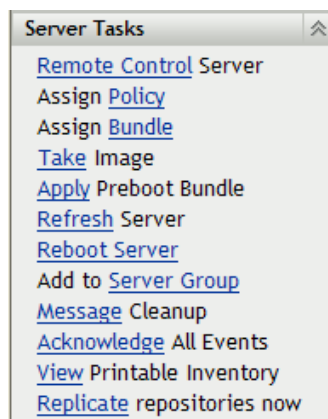 Server Tasks
Remote Control Server
Assign Policy
Assign Bundle
Take Image
Apply Preboot Bundle
Refresh Server
Reboot Server
Add to Server Group
Message Cleanup
Acknowledge All Events
View Printable Inventory
Replicate repositories now